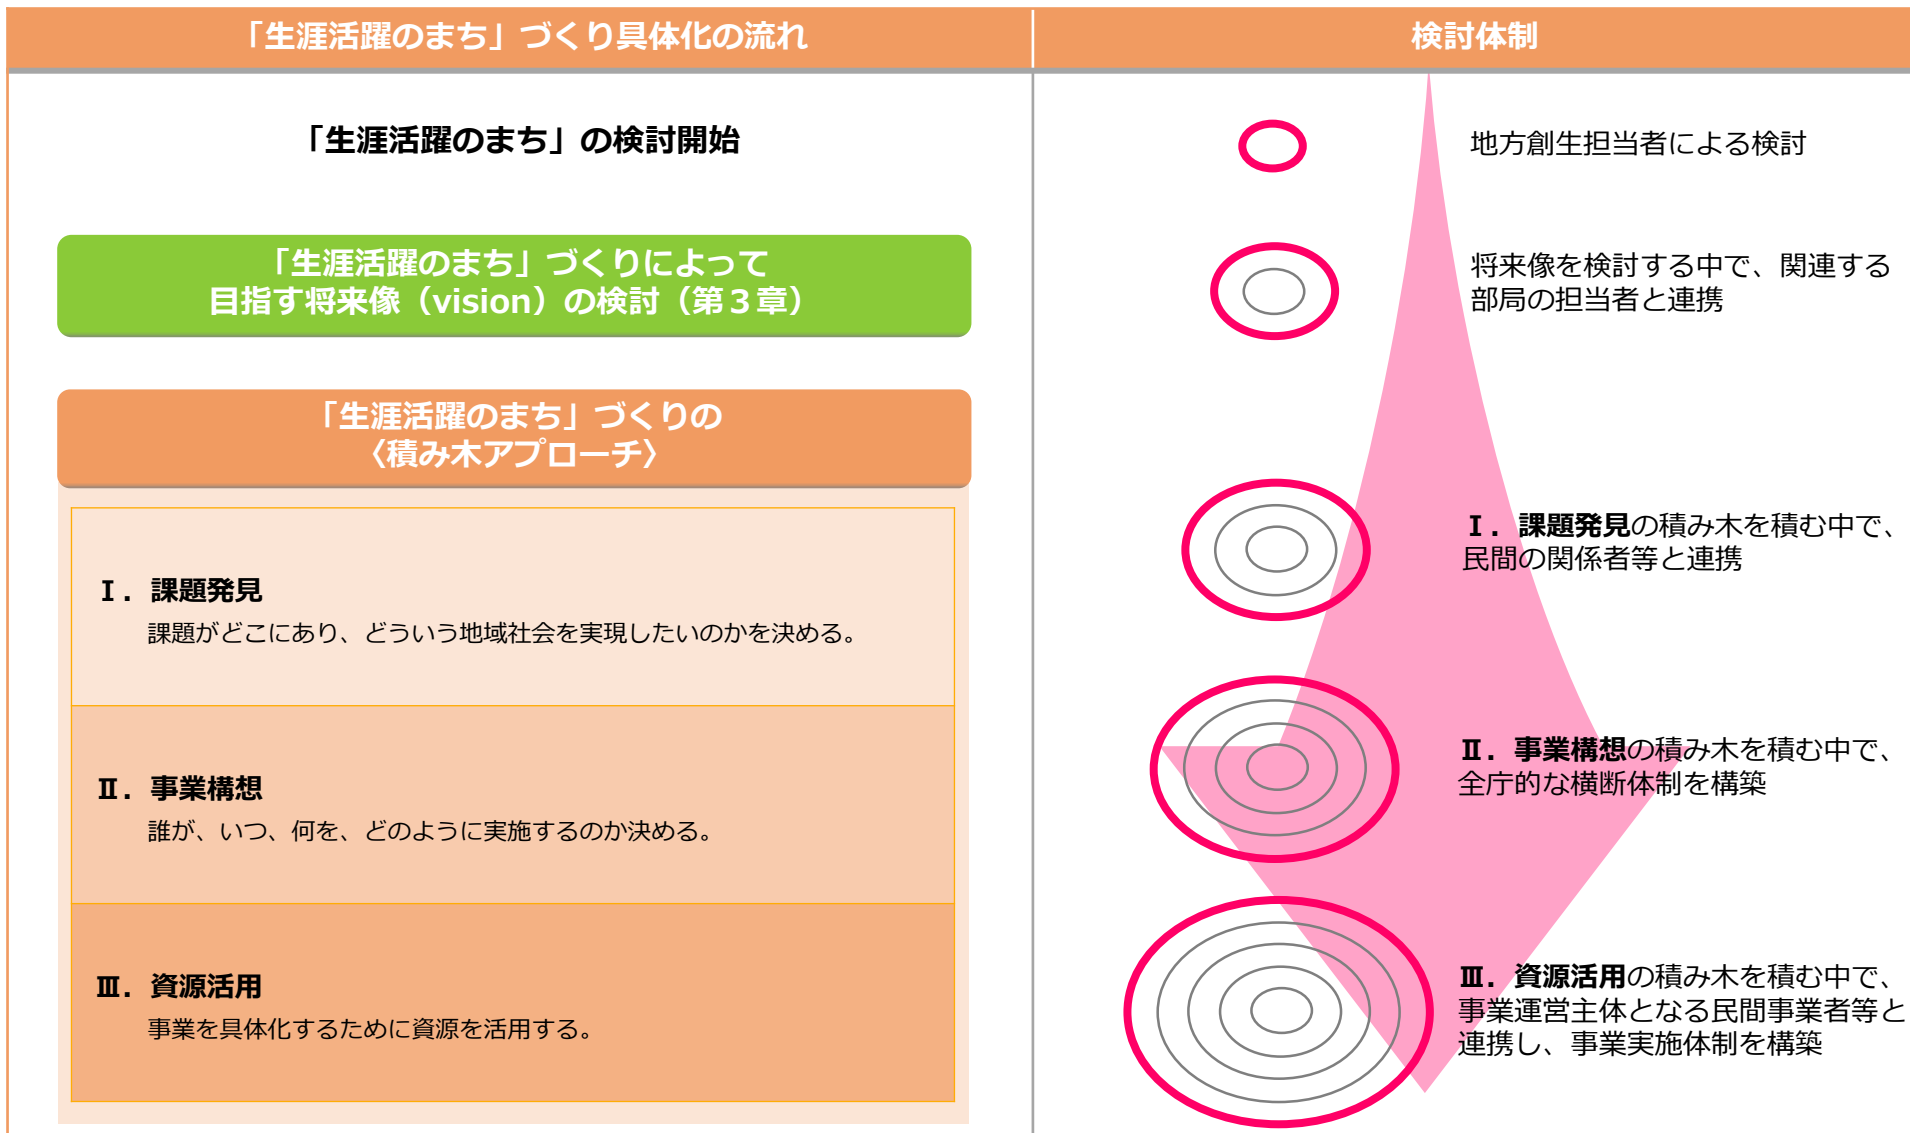 「生涯活躍のまち」づくり具体化の流れ
検討体制
「生涯活躍のまち」の検討開始
地方創生担当者による検討
「生涯活躍のまち」づくりによって
目指す将来像（vision）の検討（第３章）
将来像を検討する中で、関連する
部局の担当者と連携
「生涯活躍のまち」づくりの
〈積み木アプローチ〉
Ⅰ．課題発見
課題がどこにあり、どういう地域社会を実現したいのかを決める。
Ⅰ．課題発見の積み木を積む中で、
民間の関係者等と連携
Ⅱ．事業構想
誰が、いつ、何を、どのように実施するのか決める。
Ⅱ．事業構想の積み木を積む中で、
全庁的な横断体制を構築
Ⅲ．資源活用
事業を具体化するために資源を活用する。
Ⅲ．資源活用の積み木を積む中で、
事業運営主体となる民間事業者等と
連携し、事業実施体制を構築